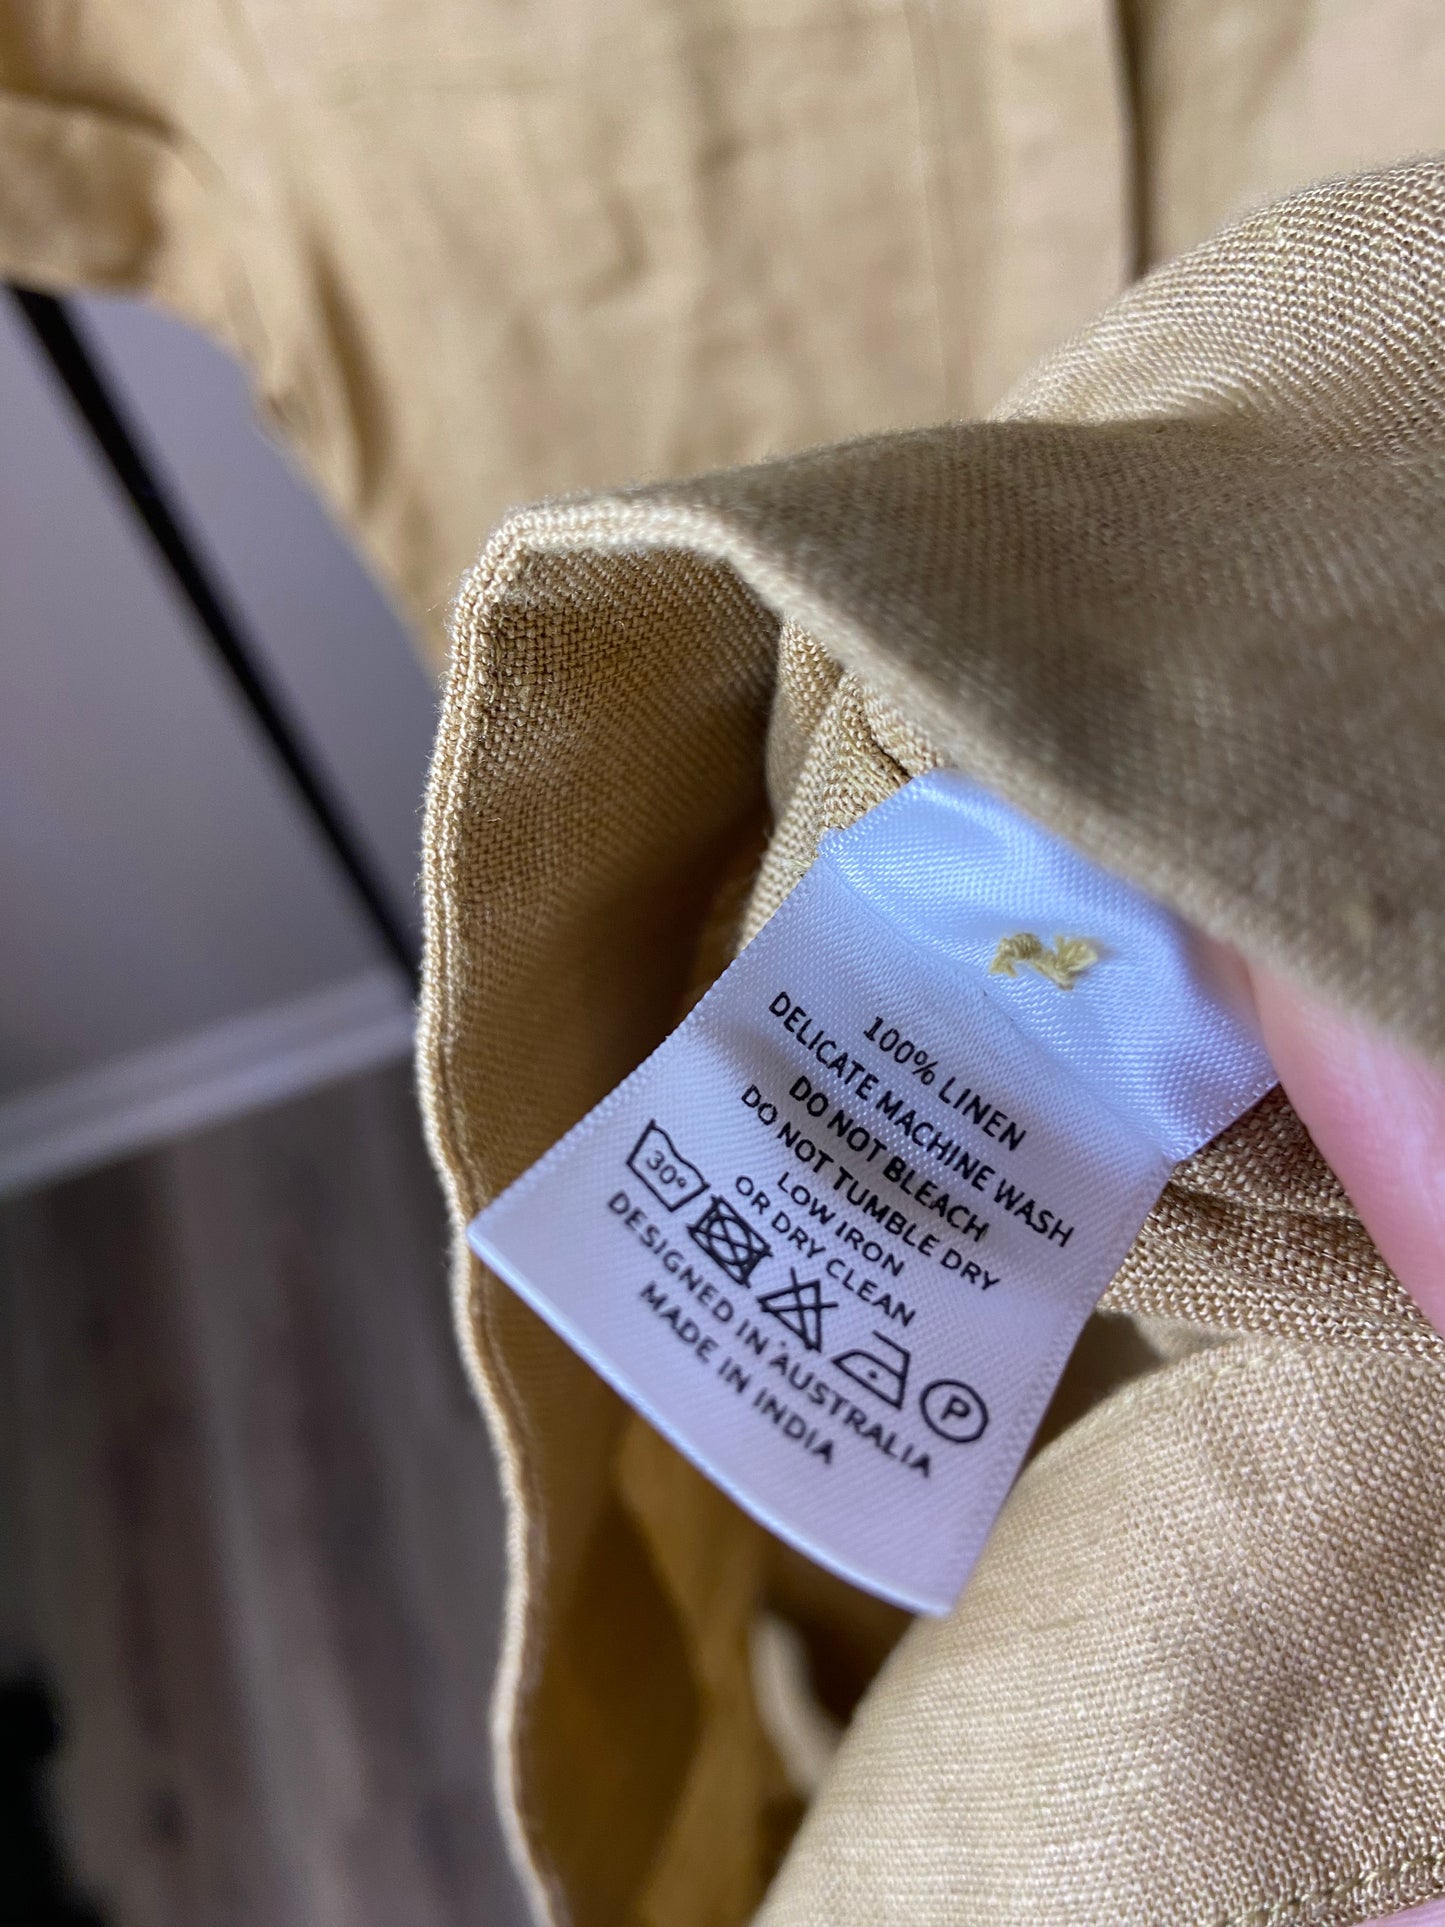 100% LINEN
DELICATE MACHINE WASH
DO NOT BLEACH
DO NOT TUMBLE DRY
LOW IRON
OR DRY CLEAN
30° P
DESIGNED IN AUSTRALIA
MADE IN INDIA